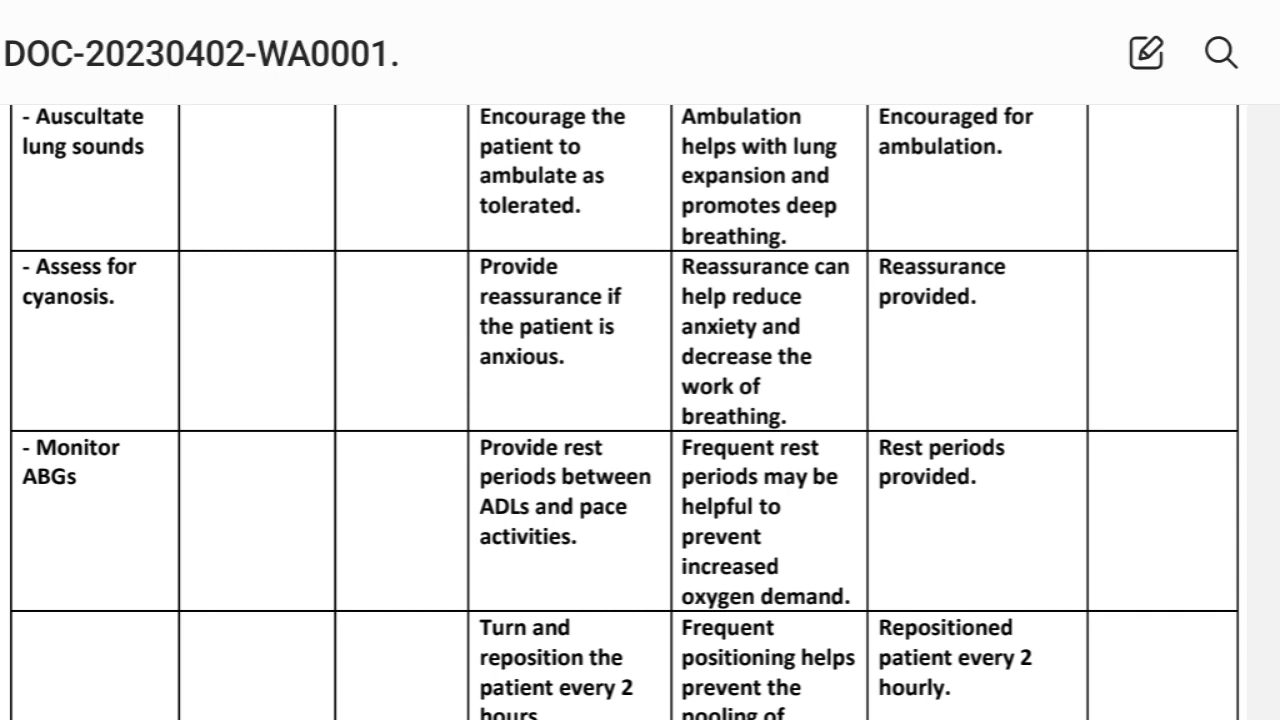 DOC-20230402-WA0001.
- Auscultate
lung sounds
Encourage the
patient to
ambulate as
tolerated.
Ambulation
helps with lung
expansion and
promotes deep
breathing.
Encouraged for
ambulation.
- Assess for
cyanosis.
Provide
reassurance if
the patient is
anxious.
Reassurance can
help reduce
anxiety and
decrease the
work of
breathing.
Reassurance
provided.
- Monitor
ABGs
Provide rest
periods between
ADLs and pace
activities.
Frequent rest
periods may be
helpful to
prevent
increased
oxygen demand.
Rest periods
provided.
Turn and
reposition the
patient every 2
hours
Frequent
positioning helps
prevent the
pooling of
Repositioned
patient every 2
hourly.